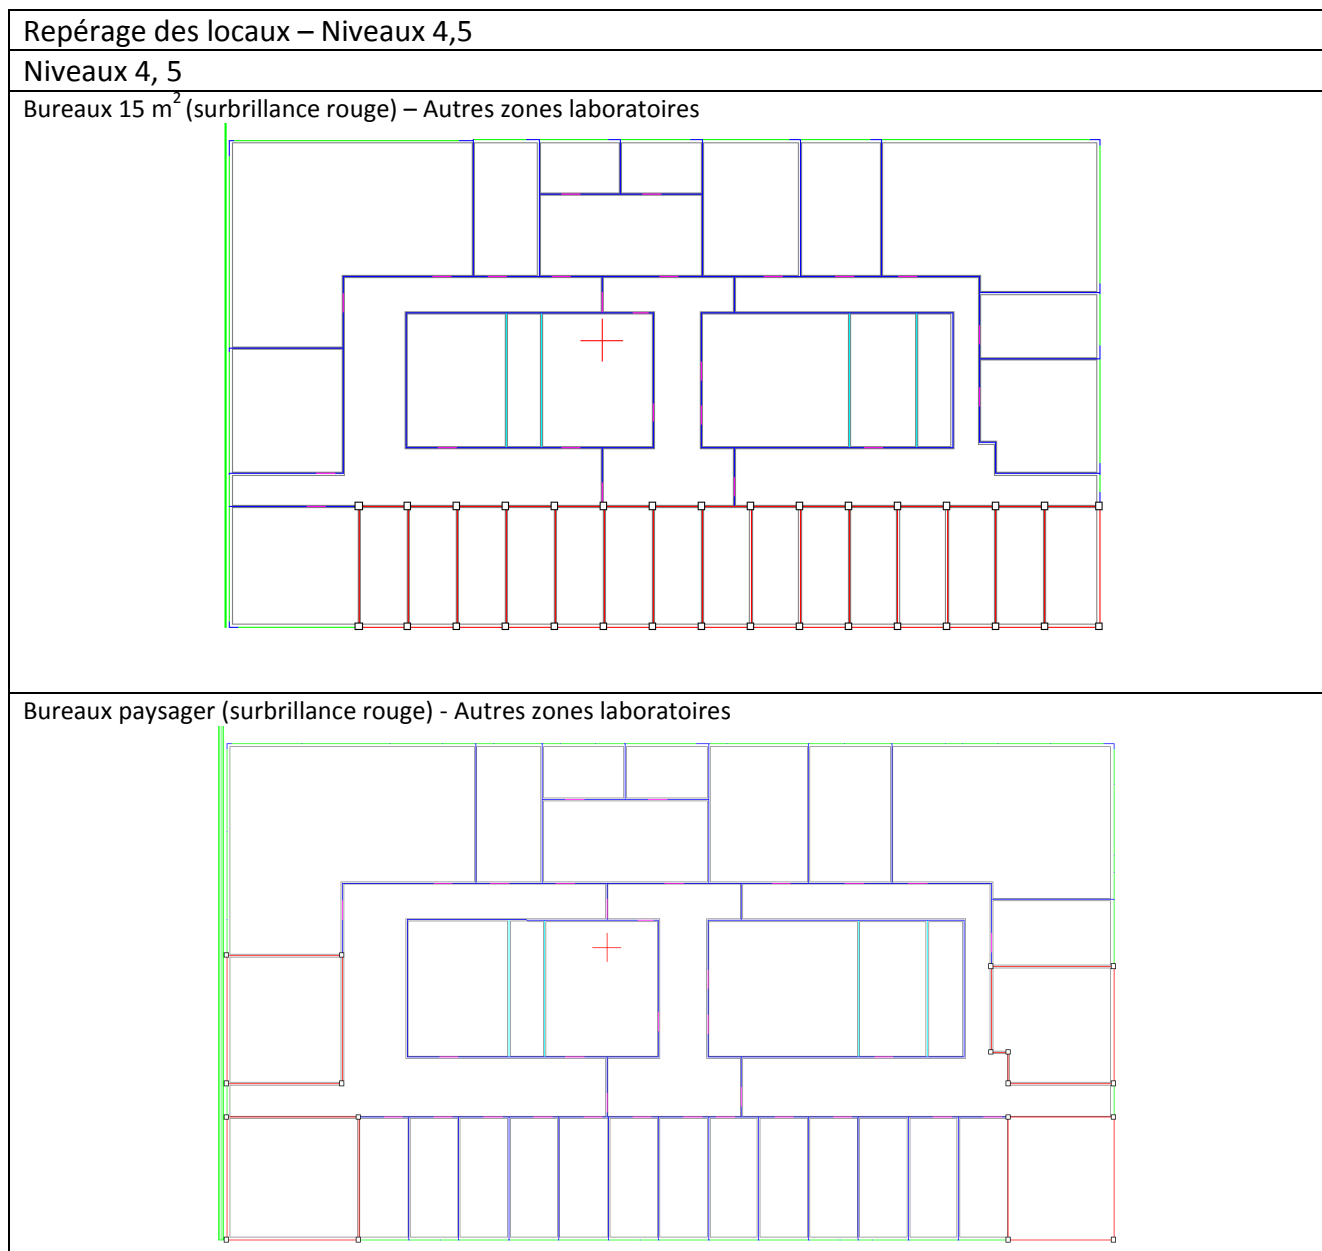 Repérage des locaux – Niveaux 4,5
Niveaux 4, 5
Bureaux 15 m² (surbrillance rouge) – Autres zones laboratoires
Bureaux paysager (surbrillance rouge) - Autres zones laboratoires